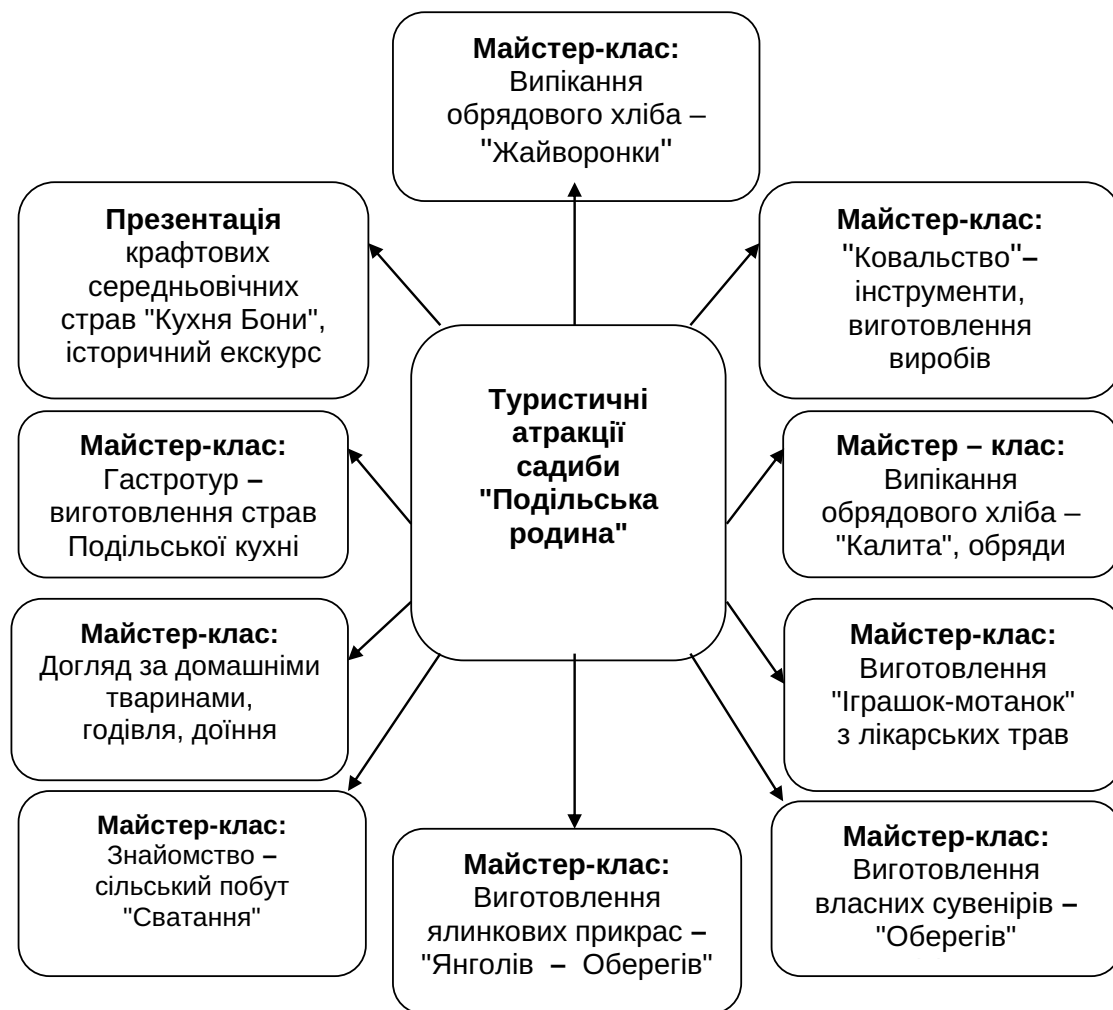 Майстер-клас:
Випікання
обрядового хліба –
"Жайворонки"
Презентація
крафтових
середньовічних
страв "Кухня Бони",
історичний екскурс
Майстер-клас:
"Ковальство"–
інструменти,
виготовлення
виробів
Туристичні
атракції
садиби
"Подільська
родина"
Майстер-клас:
Гастротур –
виготовлення страв
Подільської кухні
Майстер – клас:
Випікання
обрядового хліба –
"Калита", обряди
Майстер-клас:
Догляд за домашніми
тваринами,
годівля, доїння
Майстер-клас:
Виготовлення
"Іграшок-мотанок"
з лікарських трав
Майстер-клас:
Знайомство –
сільський побут
"Сватання"
Майстер-клас:
Виготовлення
ялинкових прикрас –
"Янголів – Оберегів"
Майстер-клас:
Виготовлення
власних сувенірів –
"Оберегів"